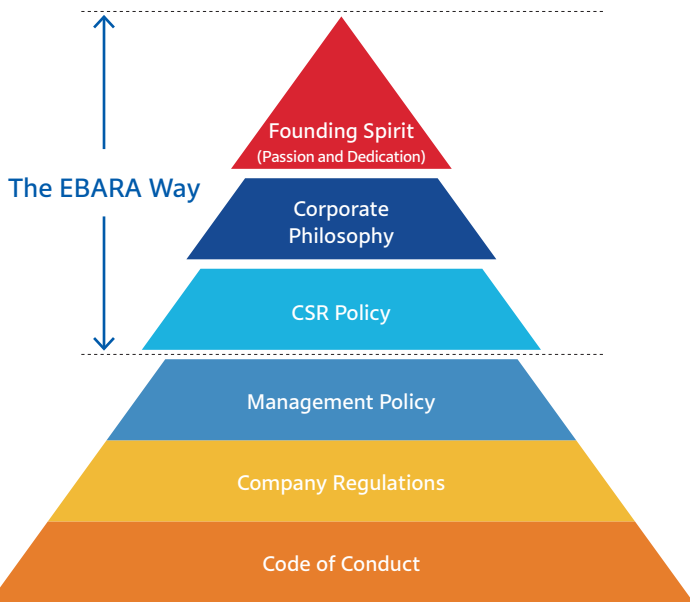 Founding Spirit
(Passion and Dedication)
The EBARA Way
Corporate
Philosophy
CSR Policy
Management Policy
Company Regulations
Code of Conduct